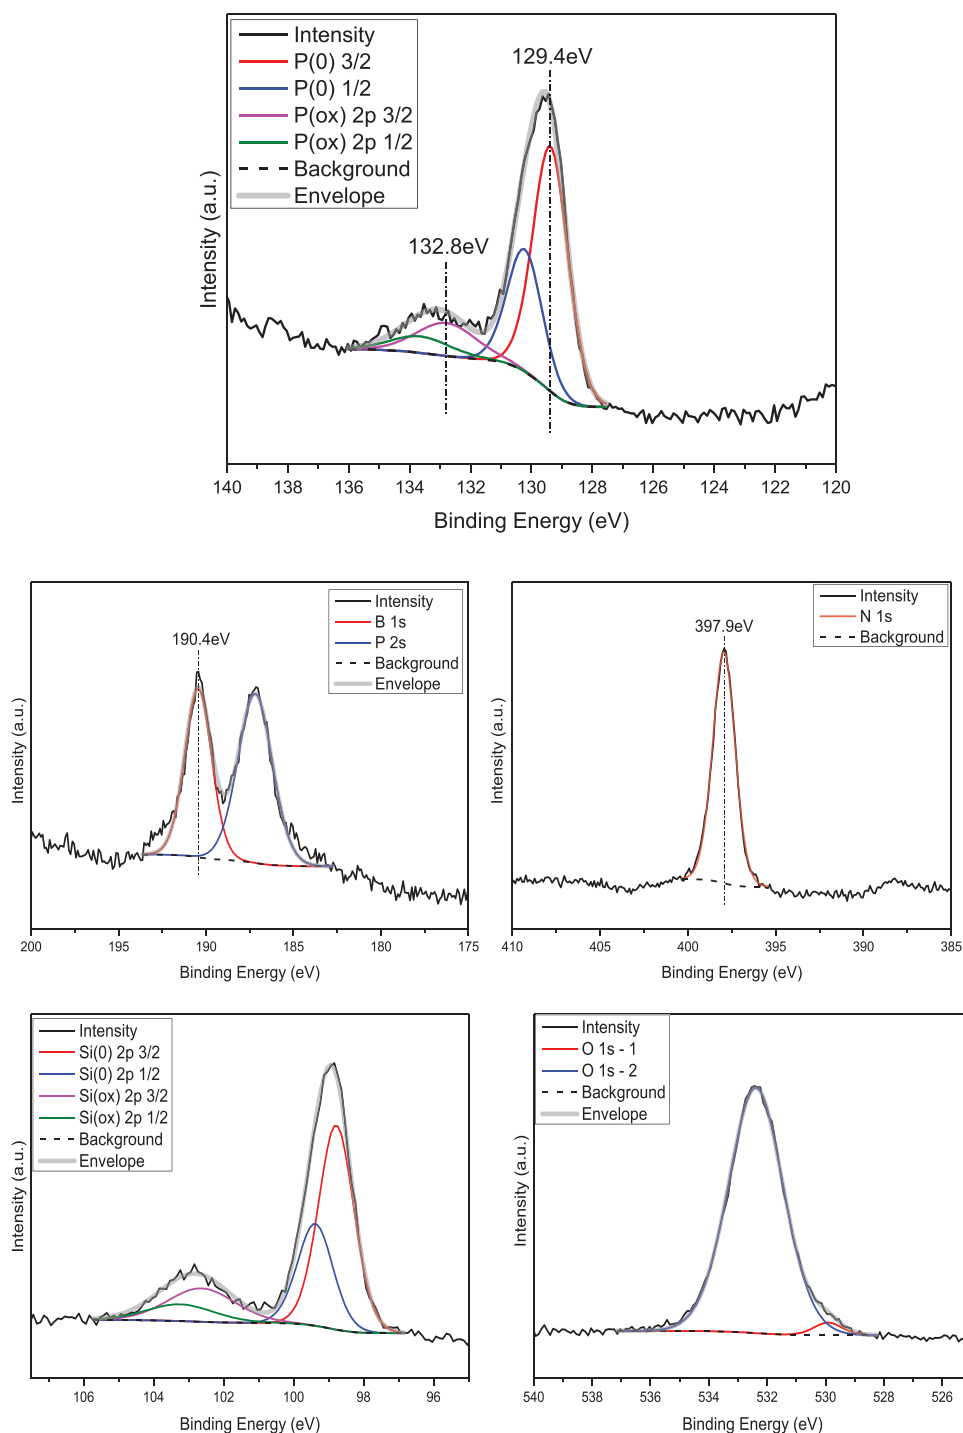 Intensity
P(0) 3/2
P(0) 1/2
P(ox) 2p 3/2
P(ox) 2p 1/2
Background
Envelope
129.4eV
132.8eV
Intensity (a.u.)
140 138 136 134 132 130 128 126 124 122 120
Binding Energy (eV)
Intensity
B 1s
P 2s
Background
Envelope
190.4eV
Intensity (a.u.)
200 195 190 185 180 175
Binding Energy (eV)
Intensity
N 1s
Background
397.9eV
Intensity (a.u.)
410 405 400 395 390 385
Binding Energy (eV)
Intensity
Si(0) 2p 3/2
Si(0) 2p 1/2
Si(ox) 2p 3/2
Si(ox) 2p 1/2
Background
Envelope
Intensity (a.u.)
106 104 102 100 98 96
Binding Energy (eV)
Intensity
O 1s - 1
O 1s - 2
Background
Envelope
Intensity (a.u.)
540 538 536 534 532 530 528 526
Binding Energy (eV)